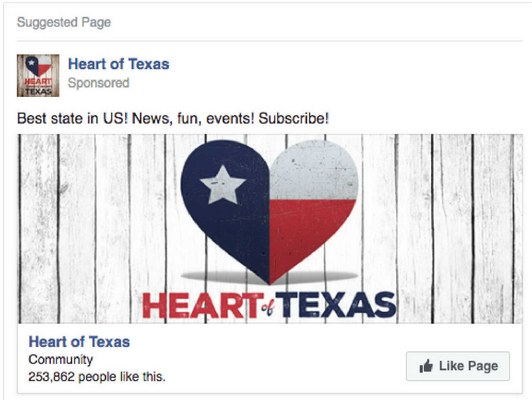 Suggested Page
Heart of Texas
Sponsored
HEART
TEXAS
Best state in US! News, fun, events! Subscribe!
HEART of TEXAS
Heart of Texas
Community
253,862 people like this.
Like Page